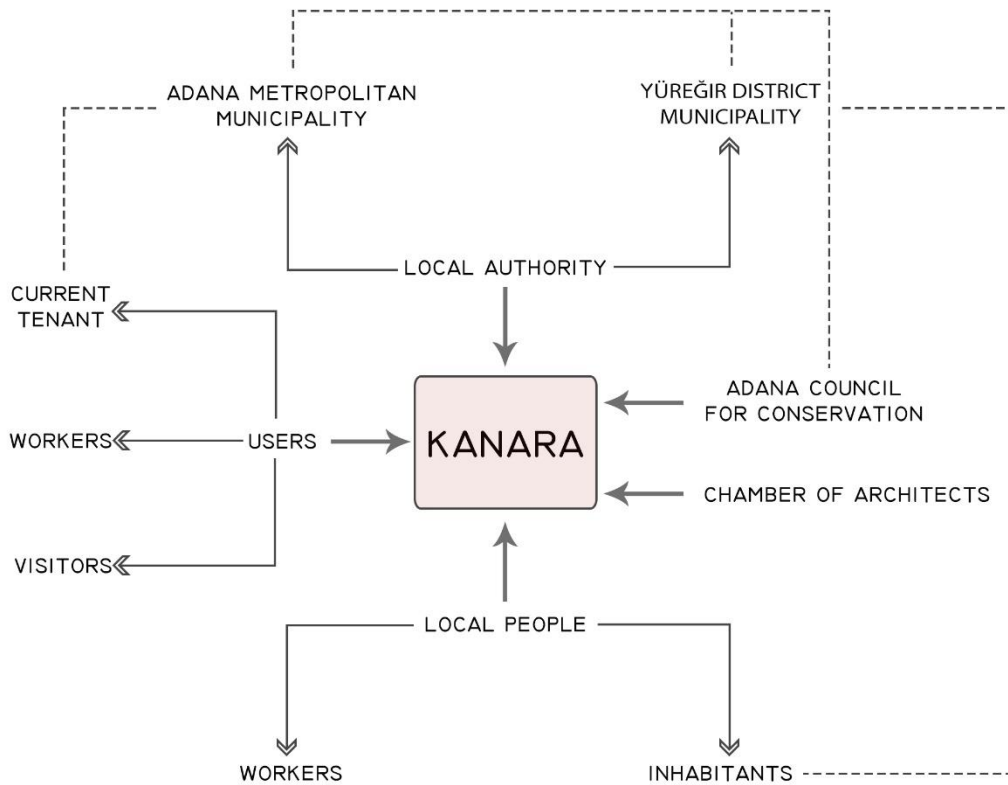 ADANA METROPOLITAN
MUNICIPALITY
YÜREĞİR DISTRICT
MUNICIPALITY
LOCAL AUTHORITY
CURRENT
TENANT
ADANA COUNCIL
FOR CONSERVATION
WORKERS
USERS
KANARA
CHAMBER OF ARCHITECTS
VISITORS
LOCAL PEOPLE
WORKERS
INHABITANTS